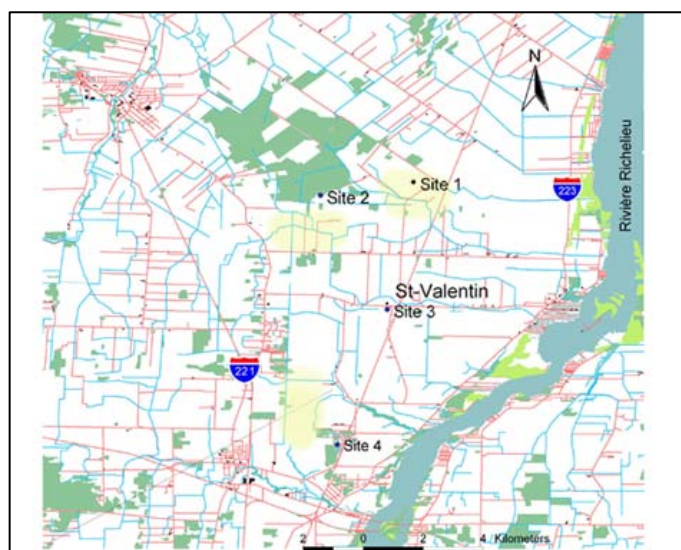 N
Site 1
Site 2
223
Rivière Richelieu
St-Valentin
Site 3
221
Site 4
2 0 2 4 Kilometers